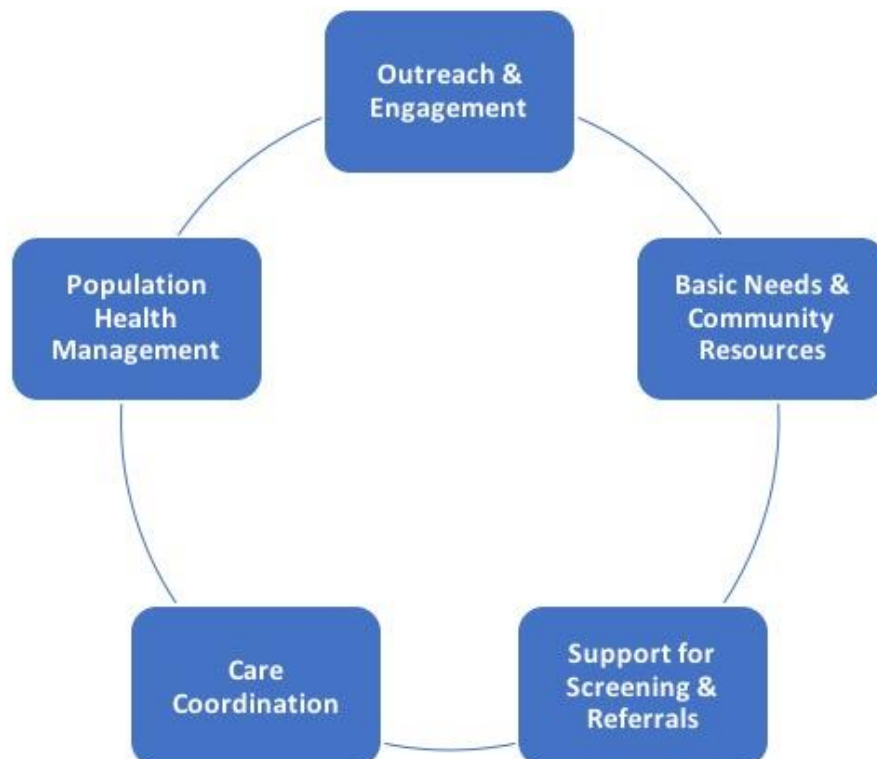 Outreach &
Engagement
Basic Needs &
Community
Resources
Support for
Screening &
Referrals
Care
Coordination
Population
Health
Management